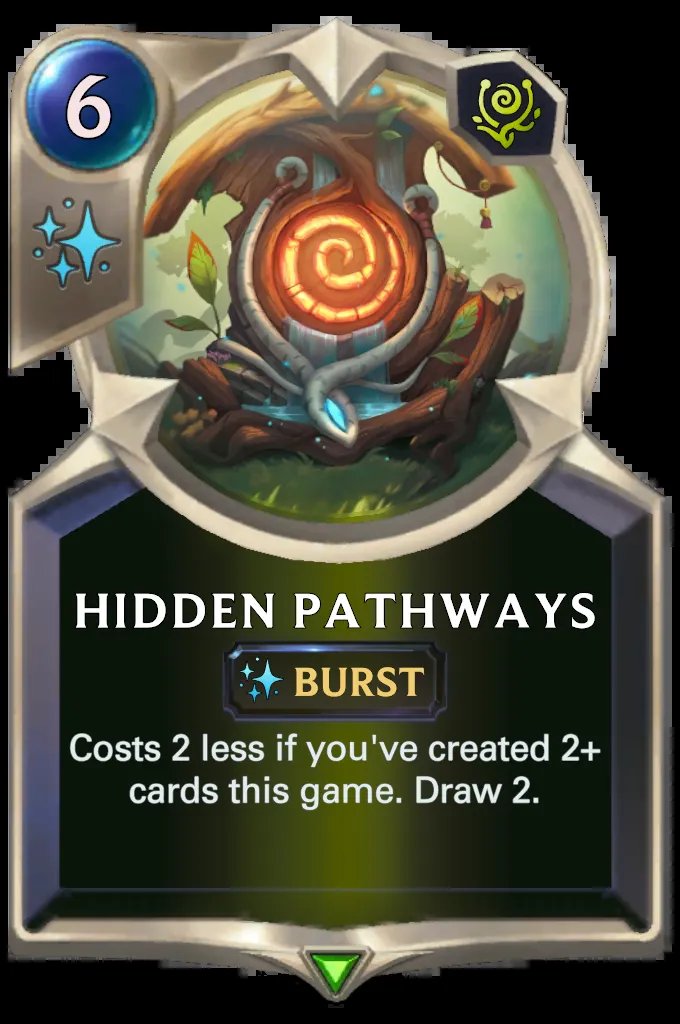 6
HIDDEN PATHWAYS
BURST
Costs 2 less if you've created 2+
cards this game. Draw 2.